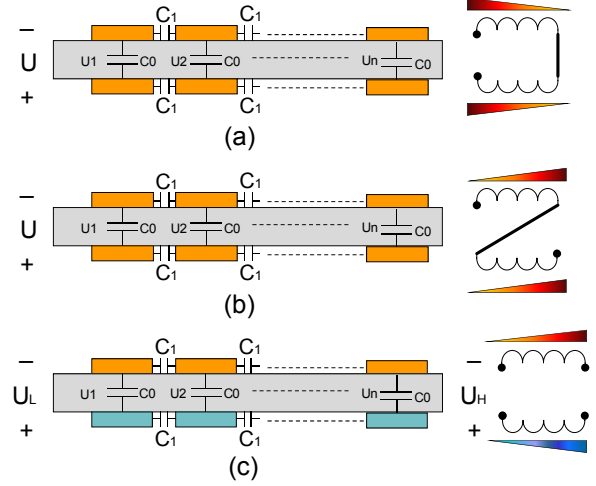 C1 C1
− U + U1 C0 U2 C0 Un C0
C1 C1
(a)
C1 C1
− U + U1 C0 U2 C0 Un C0
C1 C1
(b)
C1 C1
− UL + U1 C0 U2 C0 Un C0 − UH +
C1 C1
(c)